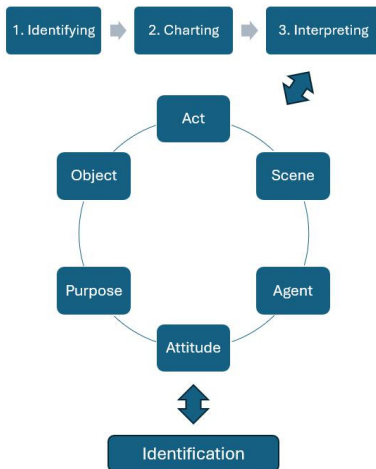 1. Identifying
2. Charting
3. Interpreting
Act
Scene
Agent
Attitude
Purpose
Object
Identification